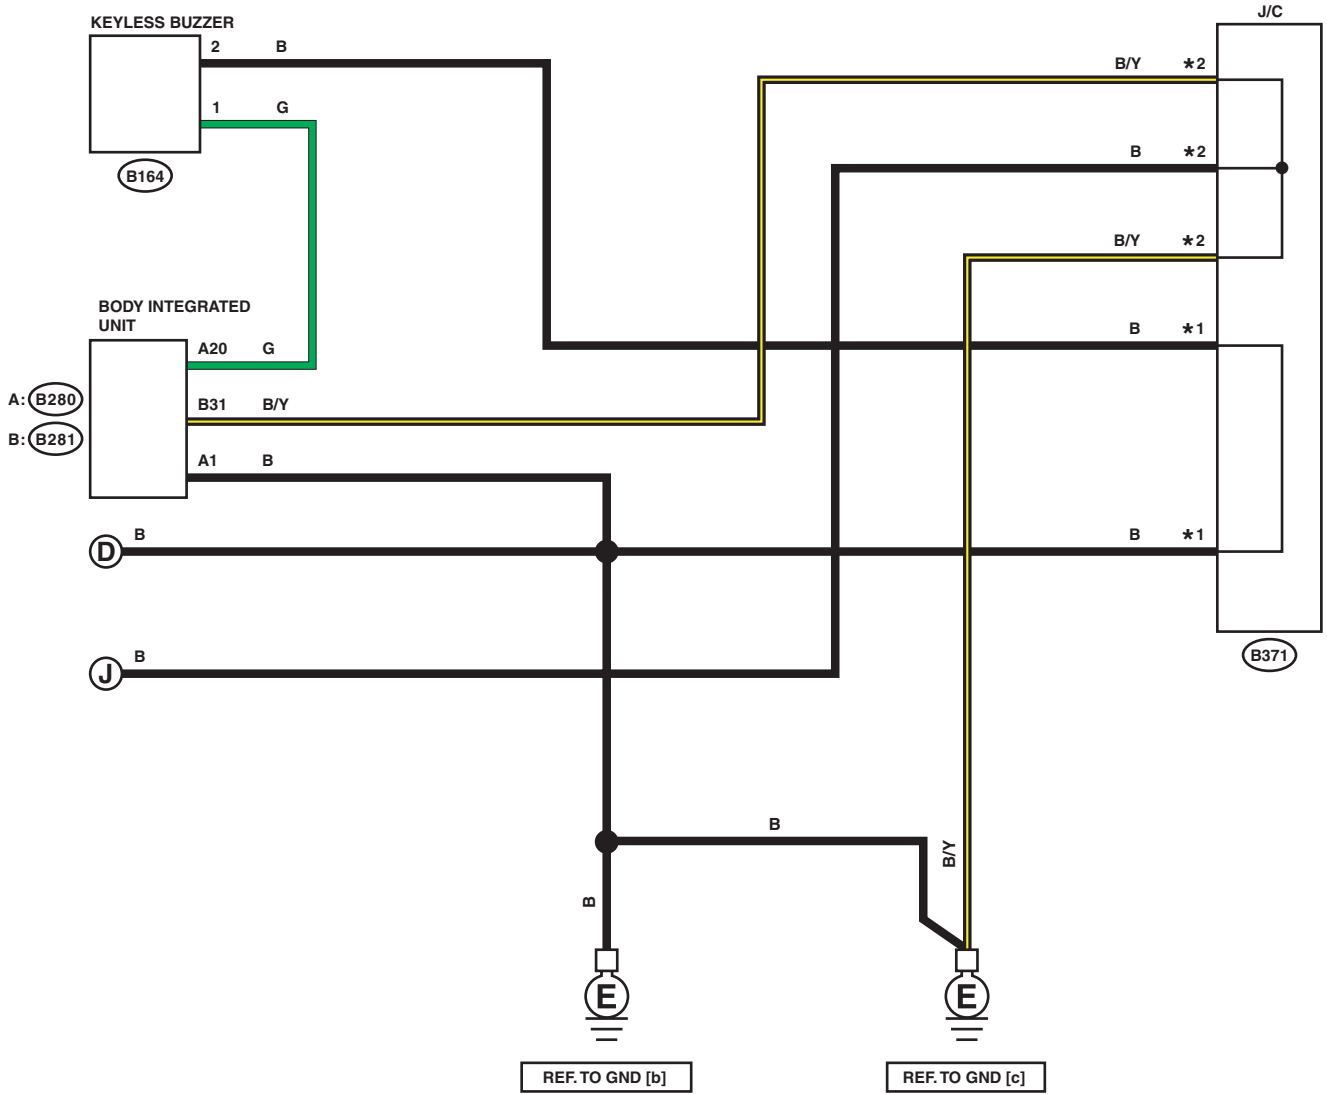 J/C
KEYLESS BUZZER
2 B
B/Y *2
1 G
B *2
B164
B/Y *2
BODY INTEGRATED
UNIT
B *1
A20 G
A: B280
B31 B/Y
B: B281
A1 B
D B
B *1
J B
B371
B
B/Y
B
E
E
REF. TO GND [b]
REF. TO GND [c]